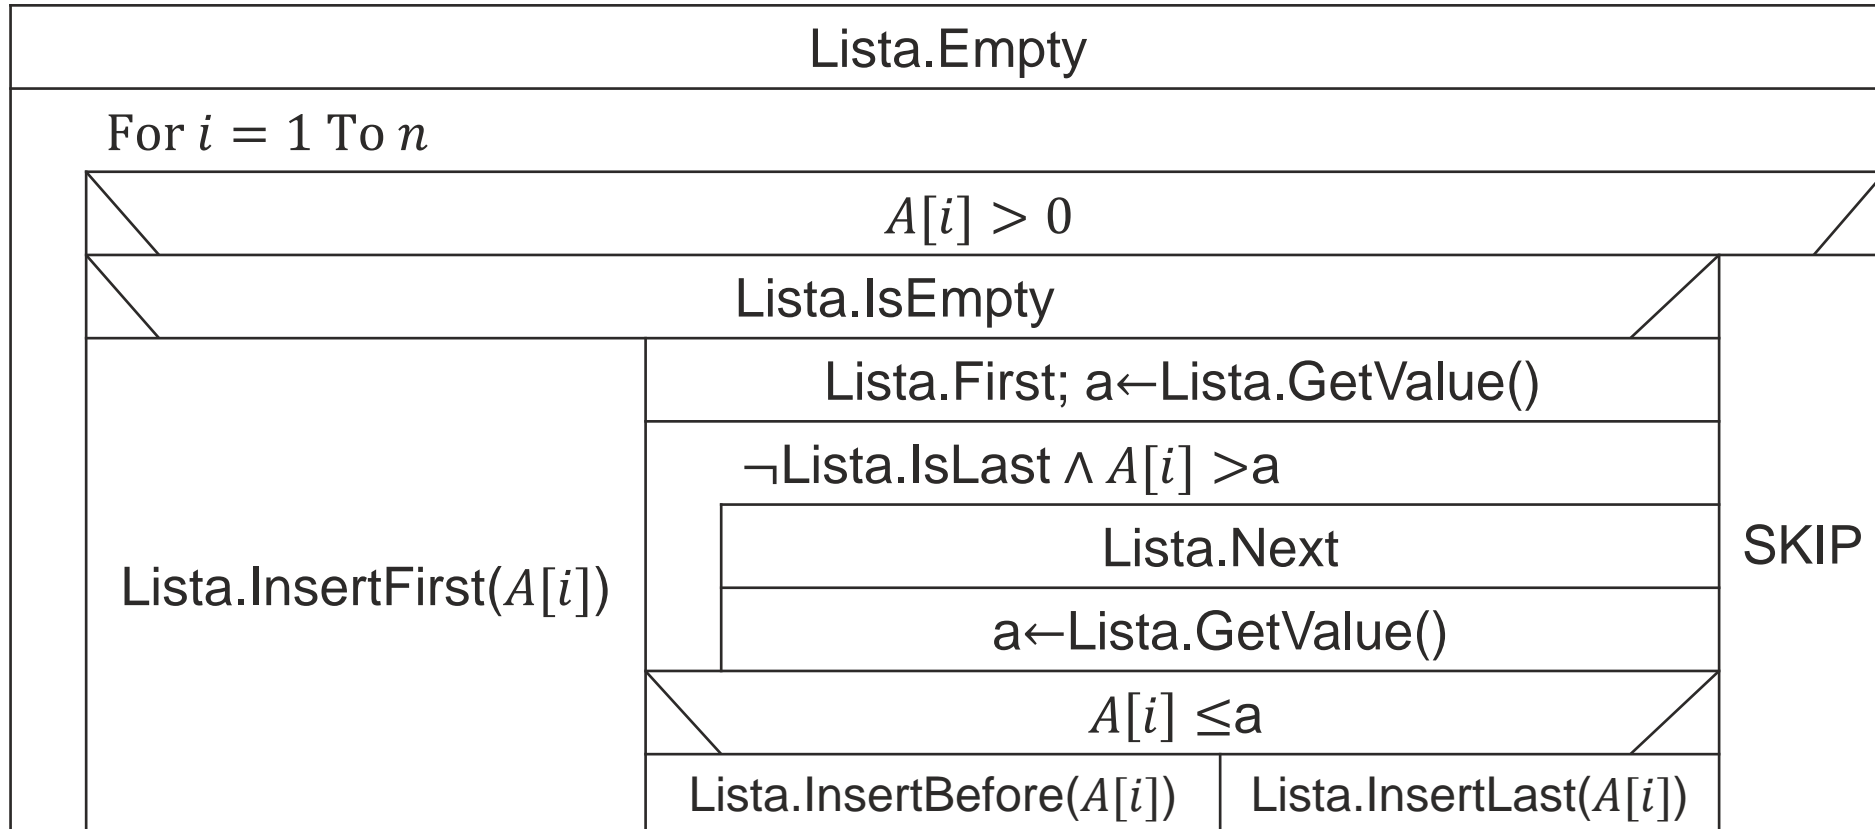 Lista.Empty
For i = 1 To n
A[i] > 0
Lista.IsEmpty
Lista.First; a←Lista.GetValue()
¬Lista.IsLast ∧ A[i] >a
Lista.Next
SKIP
Lista.InsertFirst(A[i])
a←Lista.GetValue()
A[i] ≤a
Lista.InsertBefore(A[i])
Lista.InsertLast(A[i])